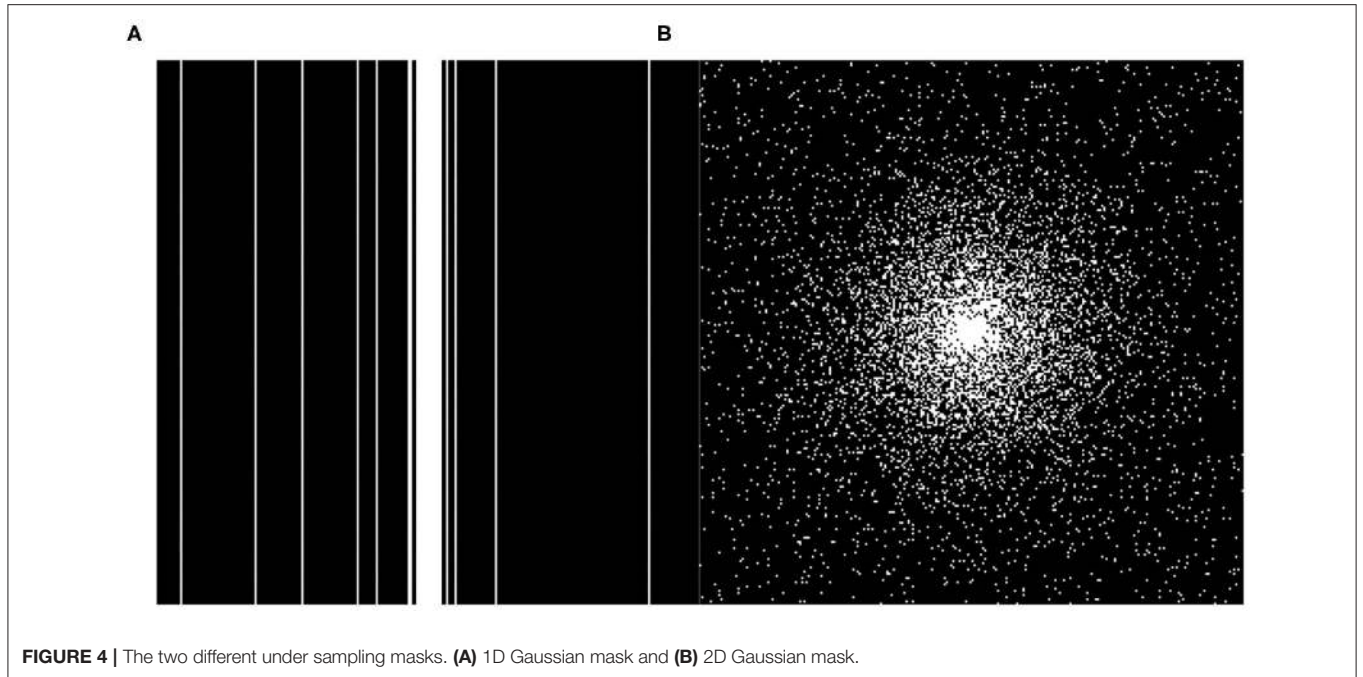 A B
FIGURE 4 | The two different under sampling masks. (A) 1D Gaussian mask and (B) 2D Gaussian mask.